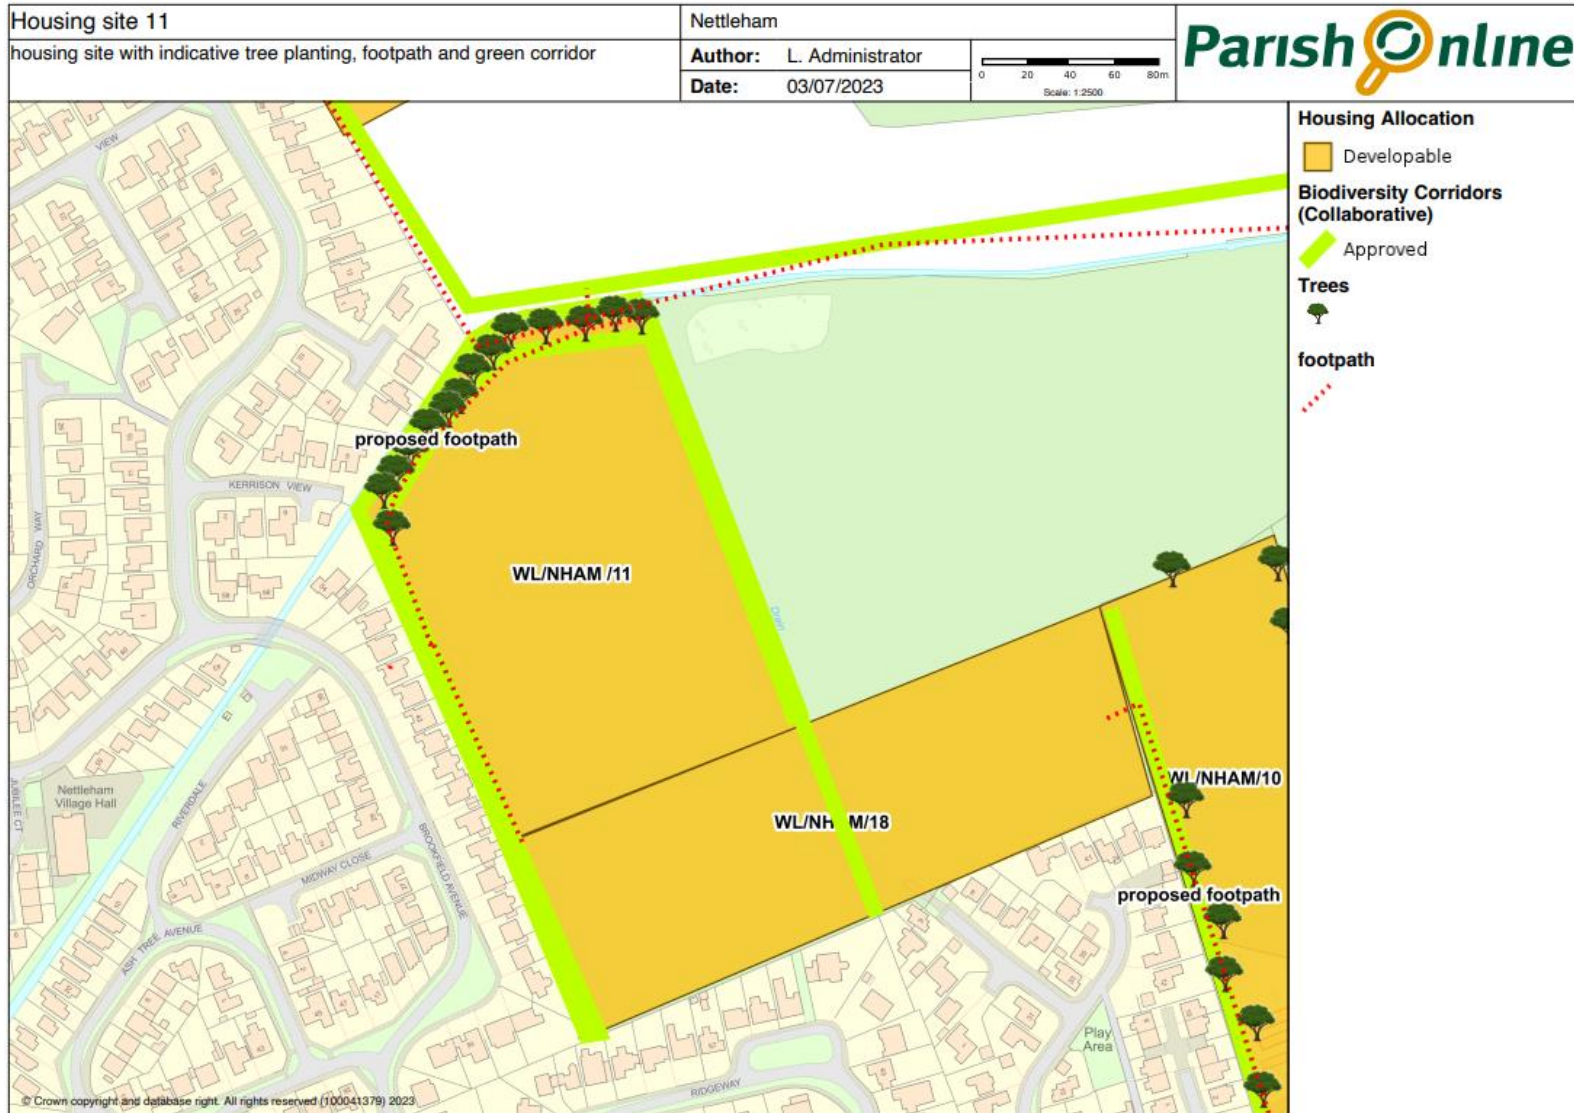 Housing site 11
housing site with indicative tree planting, footpath and green corridor
Nettleham
Author: L. Administrator
Date: 03/07/2023
0 20 40 60 80m
Scale: 1:2500
Parish Online
Housing Allocation
Developable
Biodiversity Corridors
(Collaborative)
Approved
Trees
footpath
VIEW
proposed footpath
KERRISON VIEW
ORCHARD WAY
WL/NHAM /11
Drain
El
WL/NHAM/10
Nettleham
Village Hall
JUBILEE CT
RIVERDALE
WL/NH M/18
MIDWAY CLOSE
BROOKFIELD AVENUE
proposed footpath
ASH TREE AVENUE
Play
Area
RIDGEWAY
© Crown copyright and database right. All rights reserved (100041379) 2023